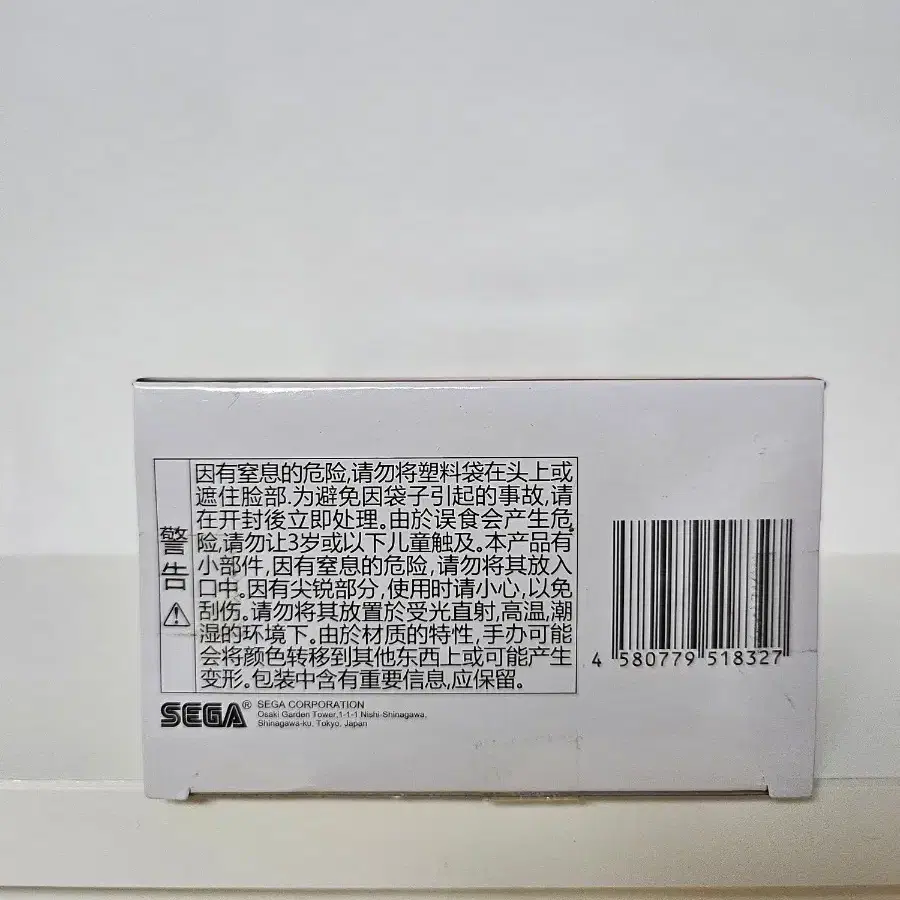 警告
因有窒息的危险,请勿将塑料袋在头上或
遮住脸部.为避免因袋子引起的事故,请
在开封後立即处理。由於误食会产生危
险,请勿让3岁或以下儿童触及。本产品有
小部件,因有窒息的危险,请勿将其放入
口中。因有尖锐部分,使用时请小心,以免
刮伤。请勿将其放置於受光直射,高温,潮
湿的环境下。由於材质的特性,手办可能
会将颜色转移到其他东西上或可能产生
变形。包装中含有重要信息,应保留。
SEGA® SEGA CORPORATION
Osaki Garden Tower,1-1-1 Nishi-Shinagawa,
Shinagawa-ku, Tokyo, Japan
4 580779 518327